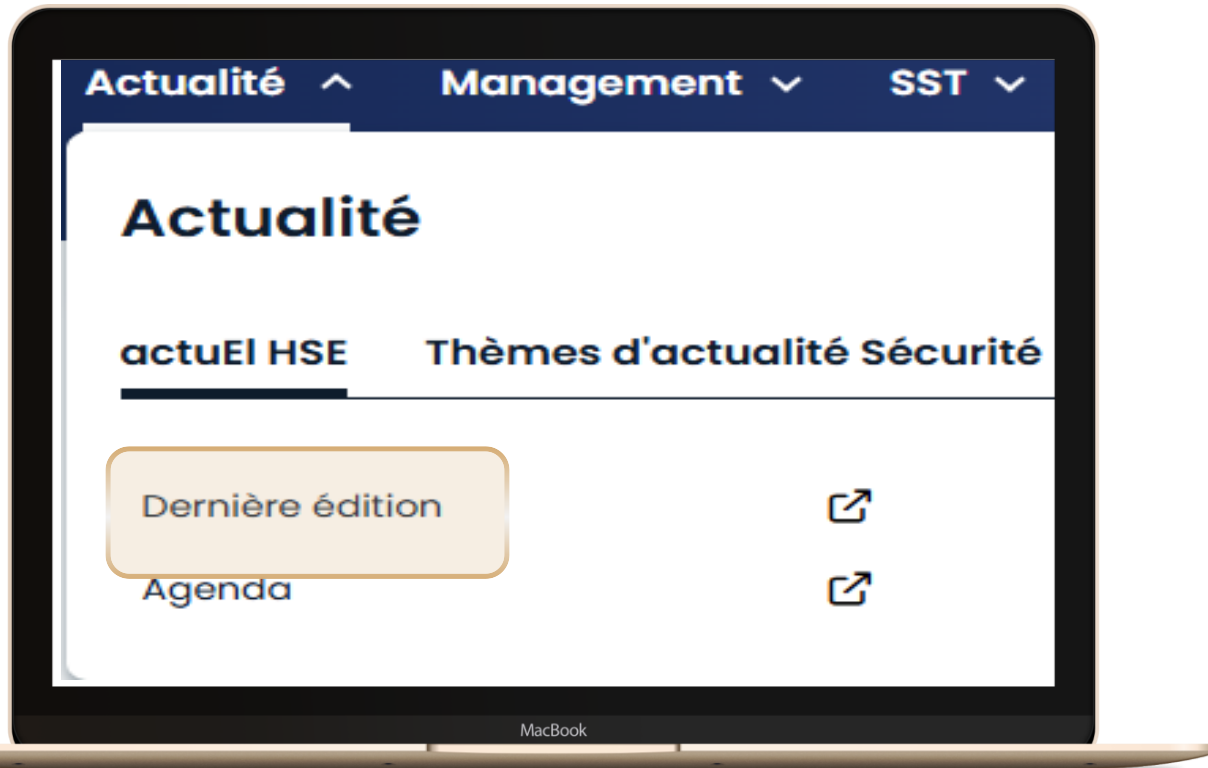 Actualité Management SST
Actualité
actuEl HSE Thèmes d'actualité Sécurité
Dernière édition
Agenda
MacBook